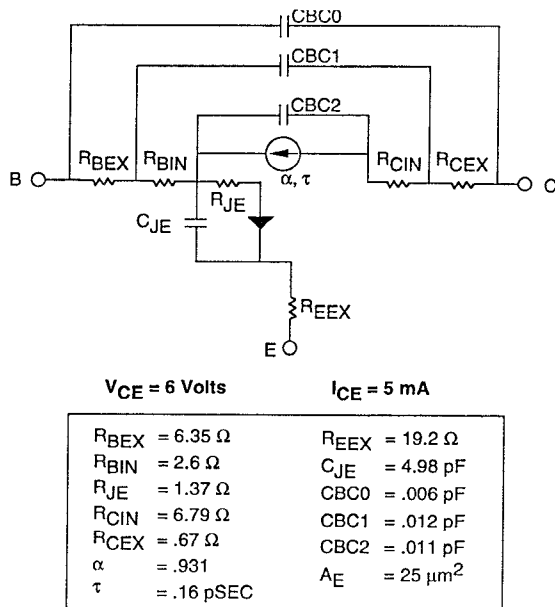 CBC0
CBC1
CBC2
RBEX
RBIN
RCIN
RCEX
B
α, τ
C
RJE
CJE
REEX
E
VCE = 6 Volts
ICE = 5 mA
RBEX = 6.35 Ω
RBIN = 2.6 Ω
RJE = 1.37 Ω
RCIN = 6.79 Ω
RCEX = .67 Ω
α = .931
τ = .16 pSEC
REEX = 19.2 Ω
CJE = 4.98 pF
CBC0 = .006 pF
CBC1 = .012 pF
CBC2 = .011 pF
AE = 25 μm²